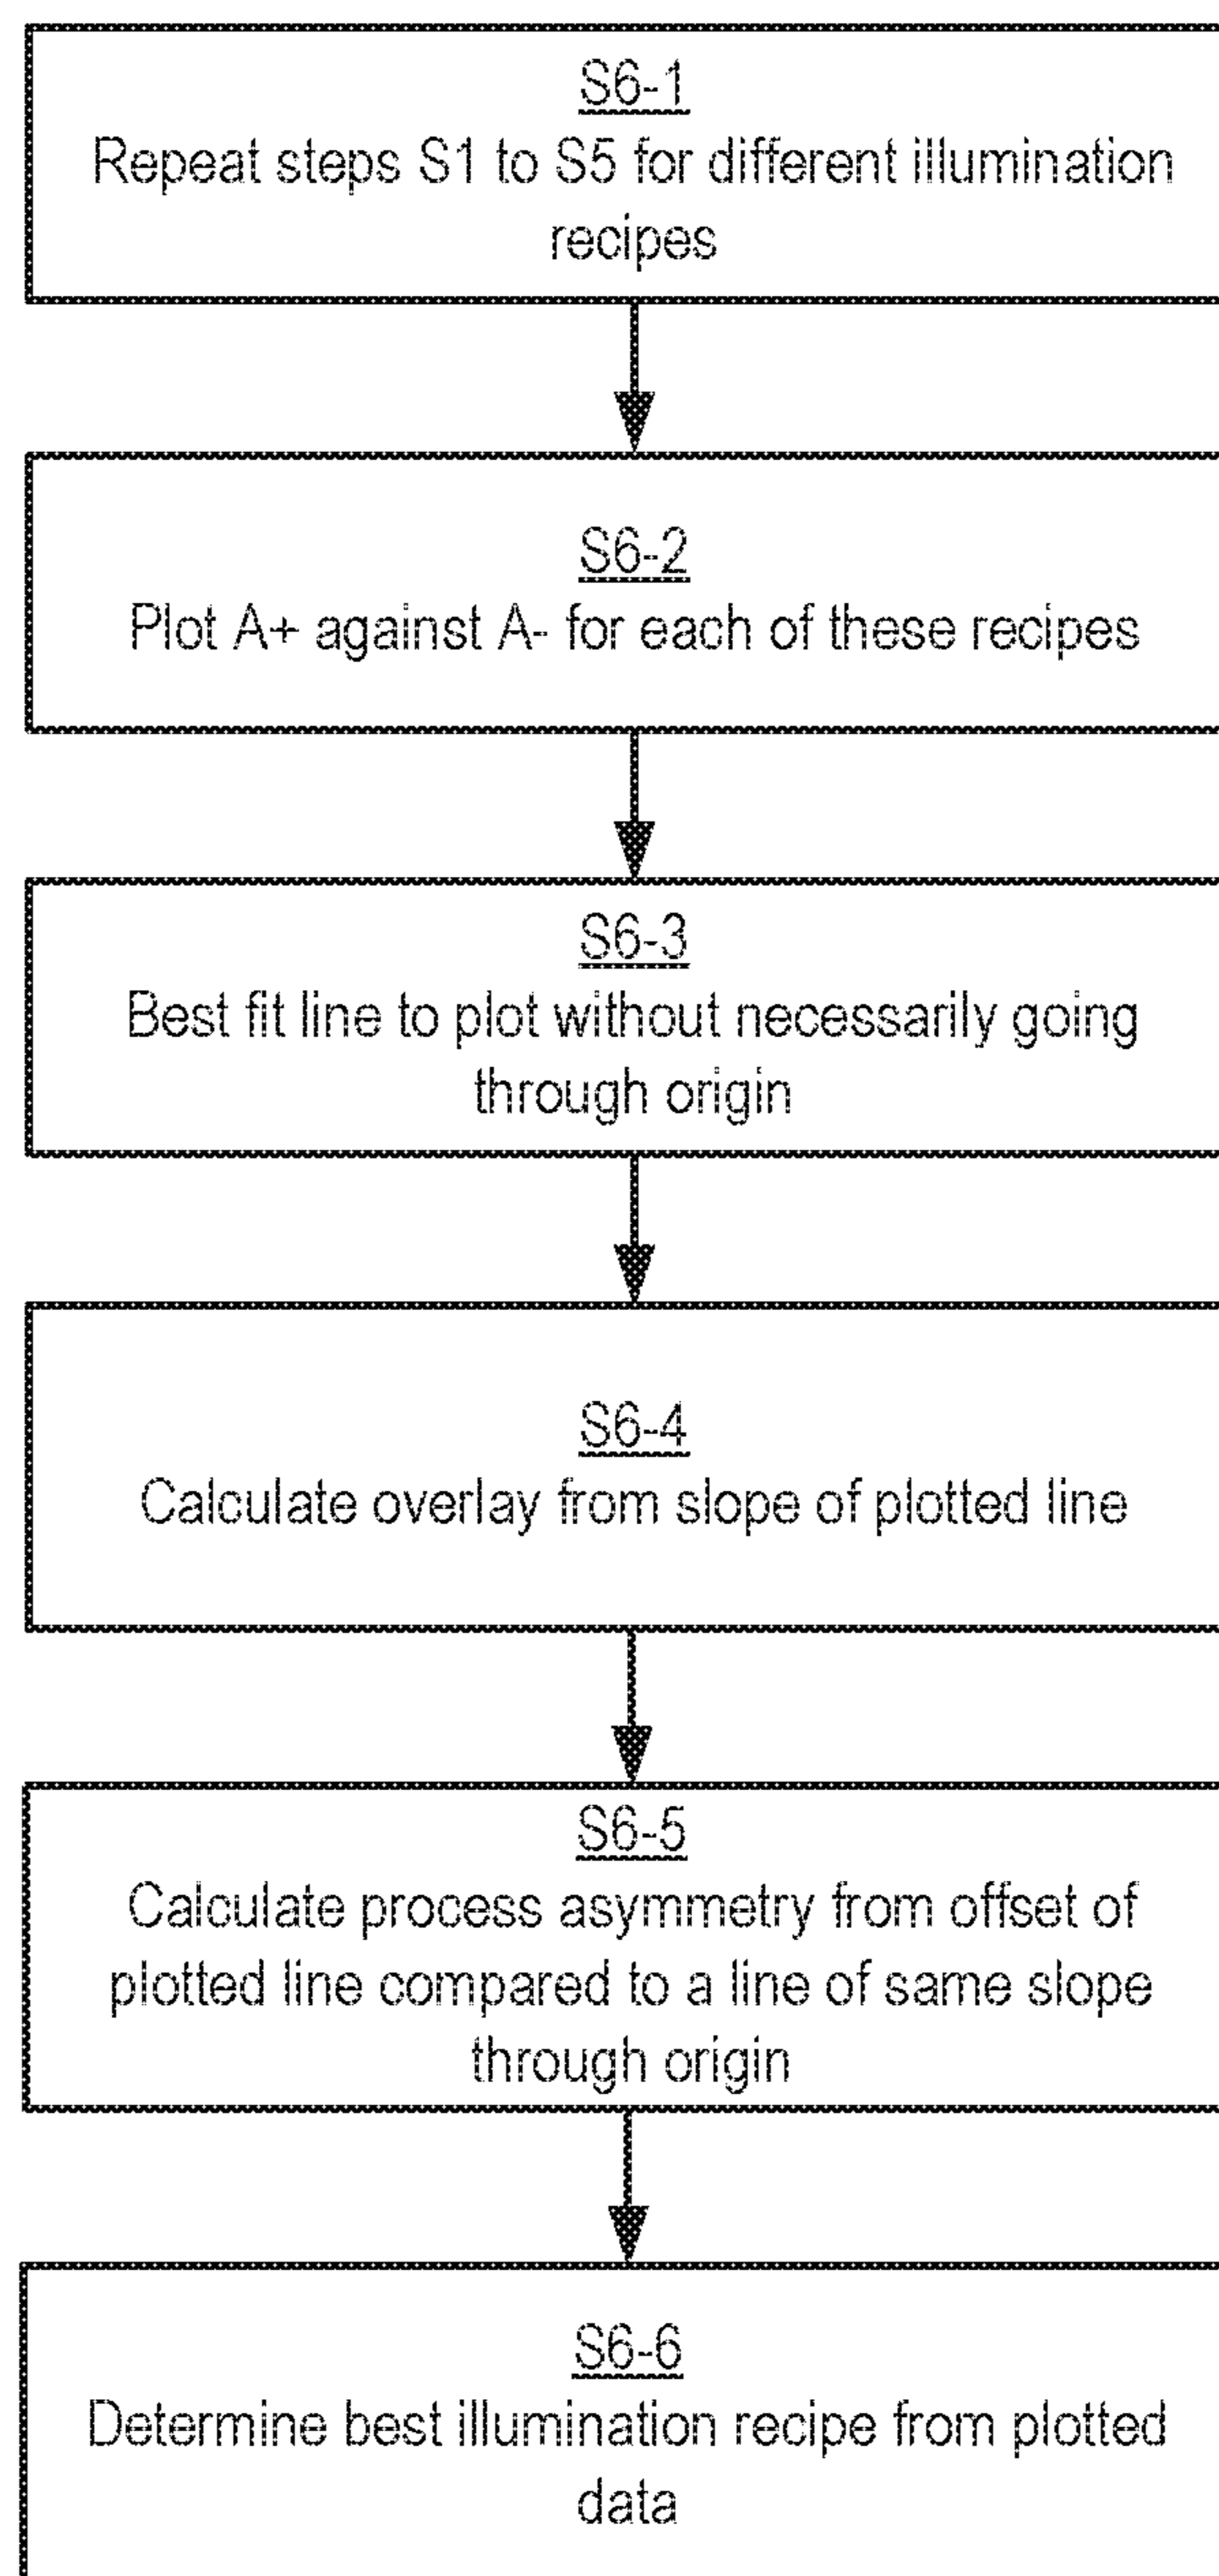 S6-1
Repeat steps S1 to S5 for different illumination
recipes
S6-2
Plot A+ against A- for each of these recipes
S6-3
Best fit line to plot without necessarily going
through origin
S6-4
Calculate overlay from slope of plotted line
S6-5
Calculate process asymmetry from offset of
plotted line compared to a line of same slope
through origin
S6-6
Determine best illumination recipe from plotted
data